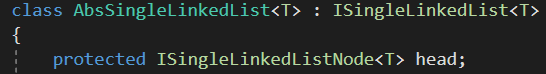 class AbsSingleLinkedList<T> : ISingleLinkedList<T>
{
protected ISingleLinkedListNode<T> head;